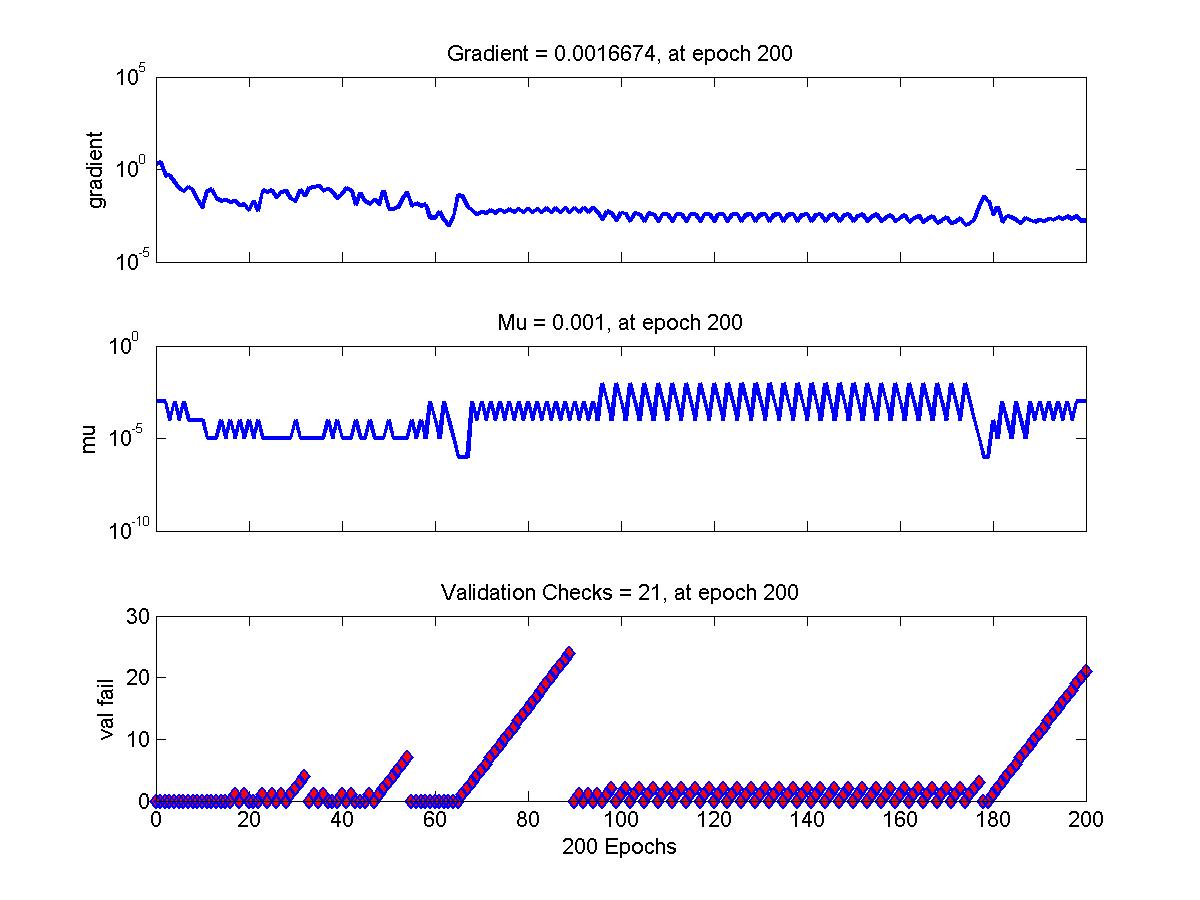 Gradient = 0.0016674, at epoch 200
10^5
10^0
10^-5
gradient
Mu = 0.001, at epoch 200
10^0
10^-5
10^-10
mu
Validation Checks = 21, at epoch 200
30
20
10
0
val fail
0 20 40 60 80 100 120 140 160 180 200
200 Epochs